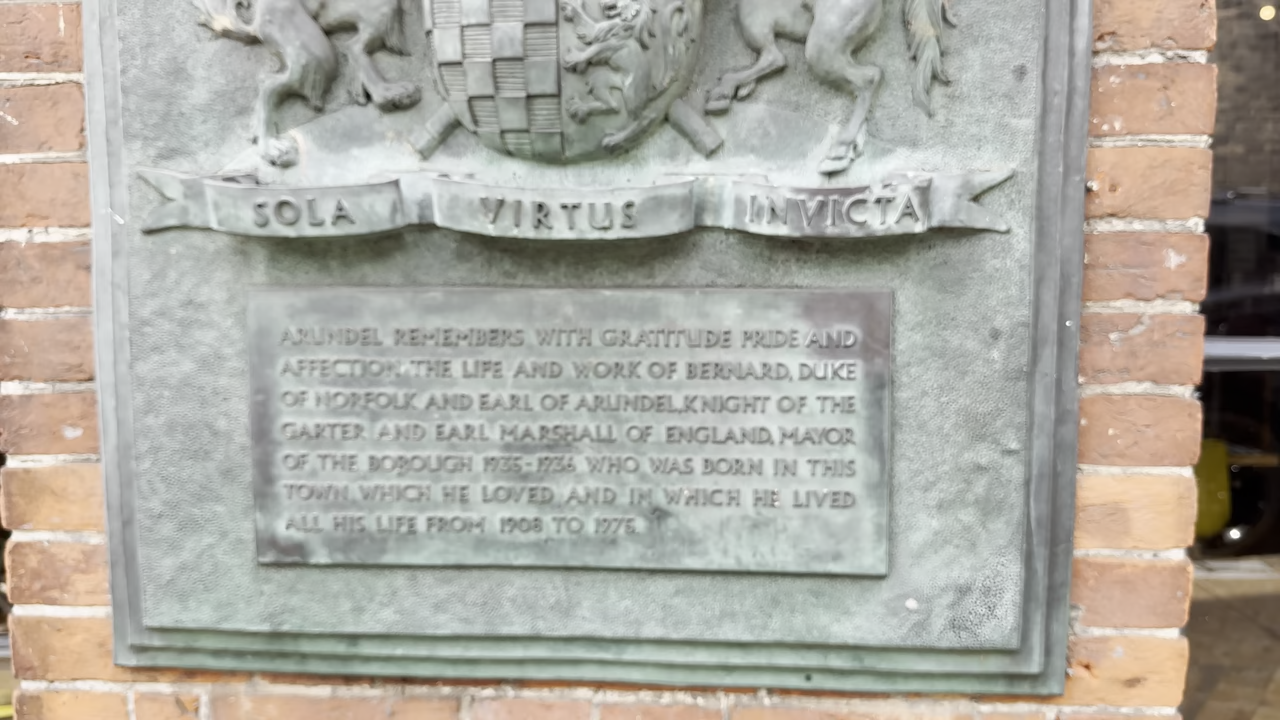 SOLA VIRTUS INVICTA
ARUNDEL REMEMBERS WITH GRATITUDE PRIDE AND
AFFECTION THE LIFE AND WORK OF BERNARD, DUKE
OF NORFOLK AND EARL OF ARUNDEL, KNIGHT OF THE
GARTER AND EARL MARSHALL OF ENGLAND, MAYOR
OF THE BOROUGH 1935-1936 WHO WAS BORN IN THIS
TOWN WHICH HE LOVED AND IN WHICH HE LIVED
ALL HIS LIFE FROM 1908 TO 1975.